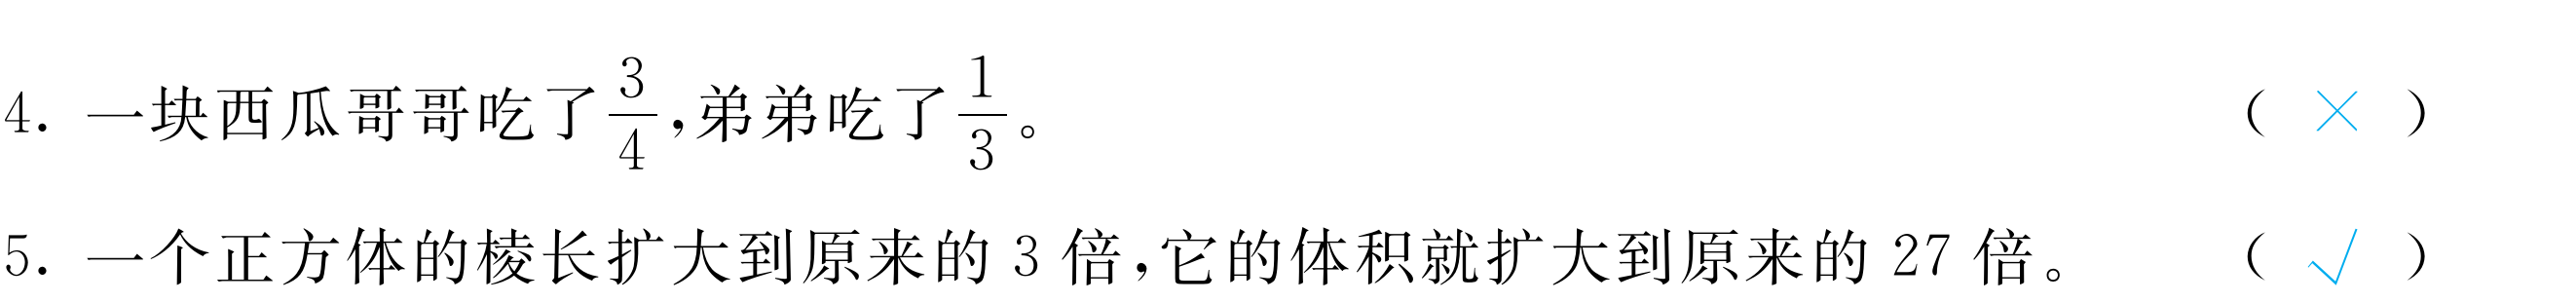 4. 一块西瓜哥哥吃了3/4,弟弟吃了1/3。 ( × )
5. 一个正方体的棱长扩大到原来的 3 倍,它的体积就扩大到原来的 27 倍。 ( √ )